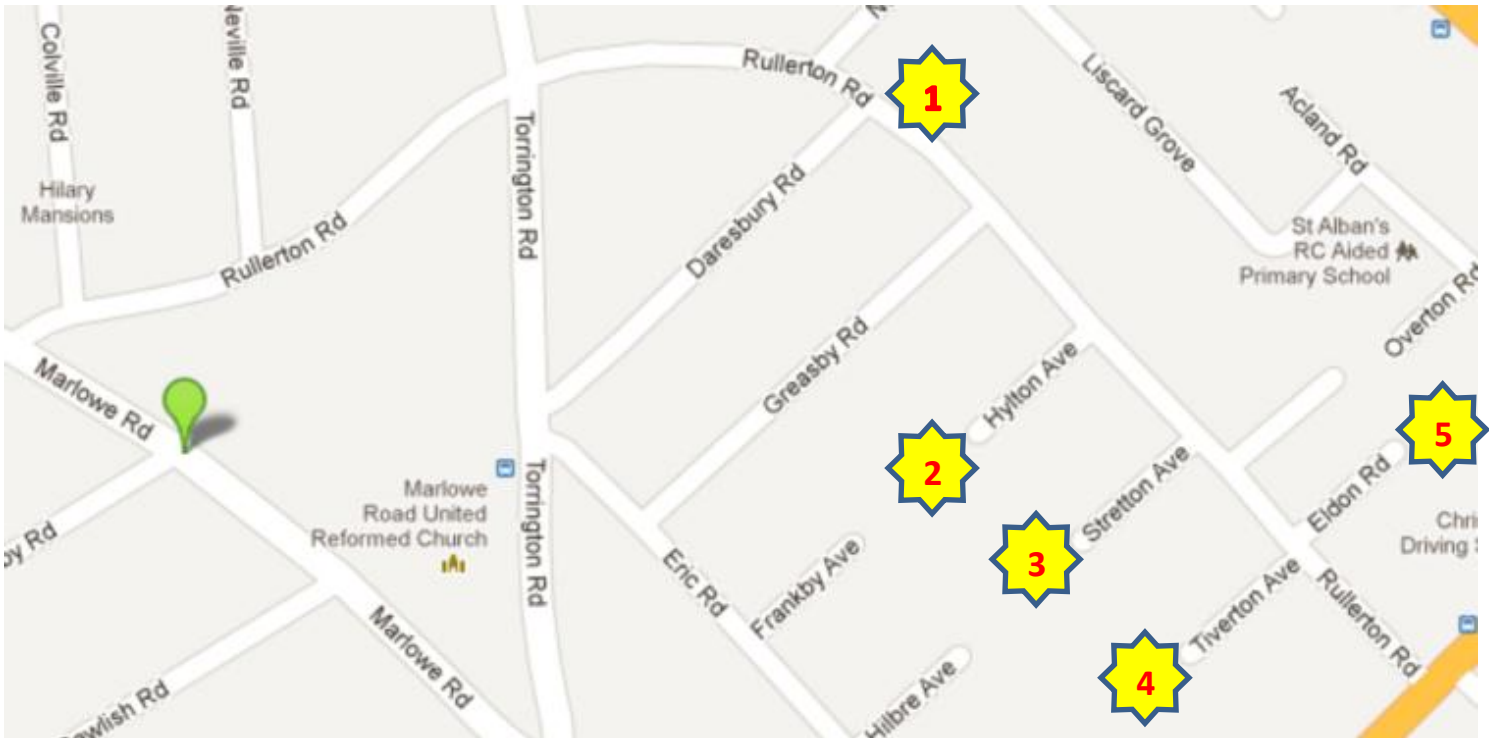 Colville Rd
Neville Rd
Hilary
Mansions
Rullerton Rd
Torrington Rd
Rullerton Rd
1
Liscard Grove
Acland Rd
St Alban's
RC Aided
Primary School
Overton Rd
Daresbury Rd
Greasby Rd
Hylton Ave
2
Marlowe Rd
Marlowe
Road United
Reformed Church
Torrington Rd
Stretton Ave
3
Eldon Rd
5
Driving
Eric Rd
Frankby Ave
Tiverton Ave
4
Rullerton Rd
Hilbre Ave
Marlowe Rd
Rd
Rd